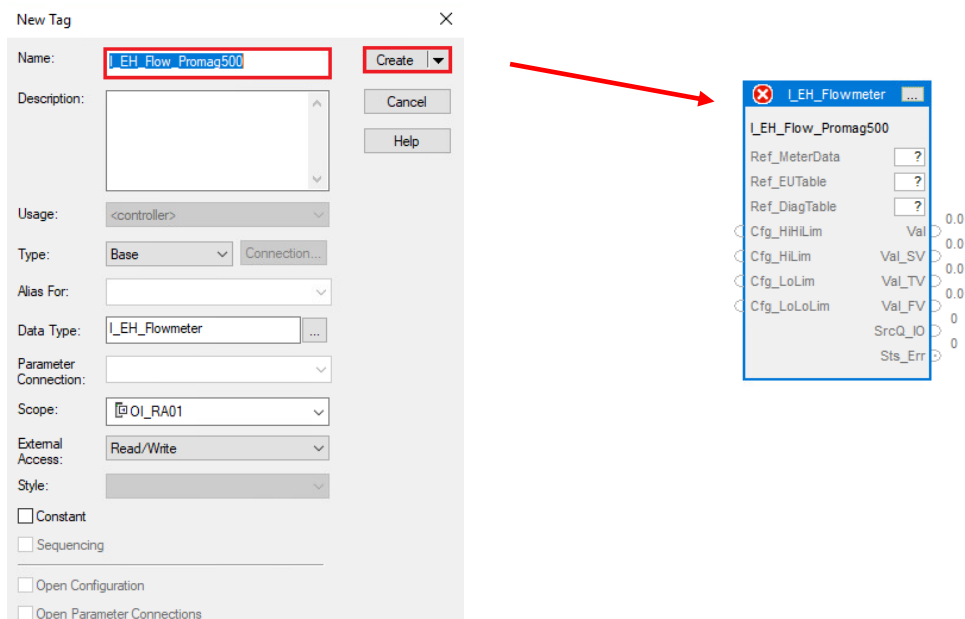 New Tag
Name:
I_EH_Flow_Promag500
Create
Description:
Cancel
Help
Usage:
<controller>
Type:
Base
Connection...
Alias For:
Data Type:
I_EH_Flowmeter
...
Parameter
Connection:
Scope:
OI_RA01
External
Access:
Read/Write
Style:
Constant
Sequencing
Open Configuration
Open Parameter Connections
I_EH_Flowmeter ...
I_EH_Flow_Promag500
Ref_MeterData ?
Ref_EUTable ?
Ref_DiagTable ?
0.0
Cfg_HiHiLim Val
0.0
Cfg_HiLim Val_SV
0.0
Cfg_LoLim Val_TV
0.0
Cfg_LoLoLim Val_FV
0
SrcQ_IO
0
Sts_Err